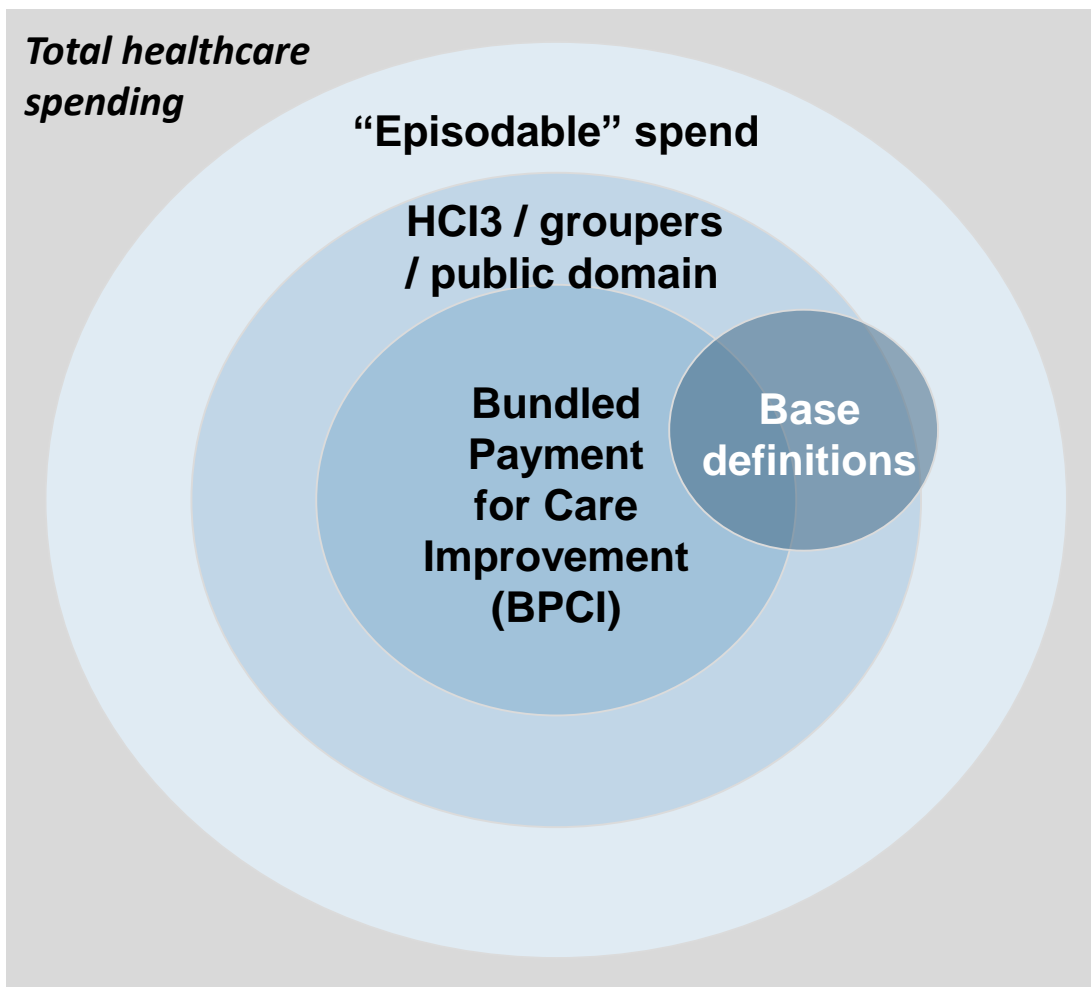 Total healthcare
spending
“Episodable” spend
HCI3 / groupers
/ public domain
Bundled
Payment
for Care
Improvement
(BPCI)
Base
definitions